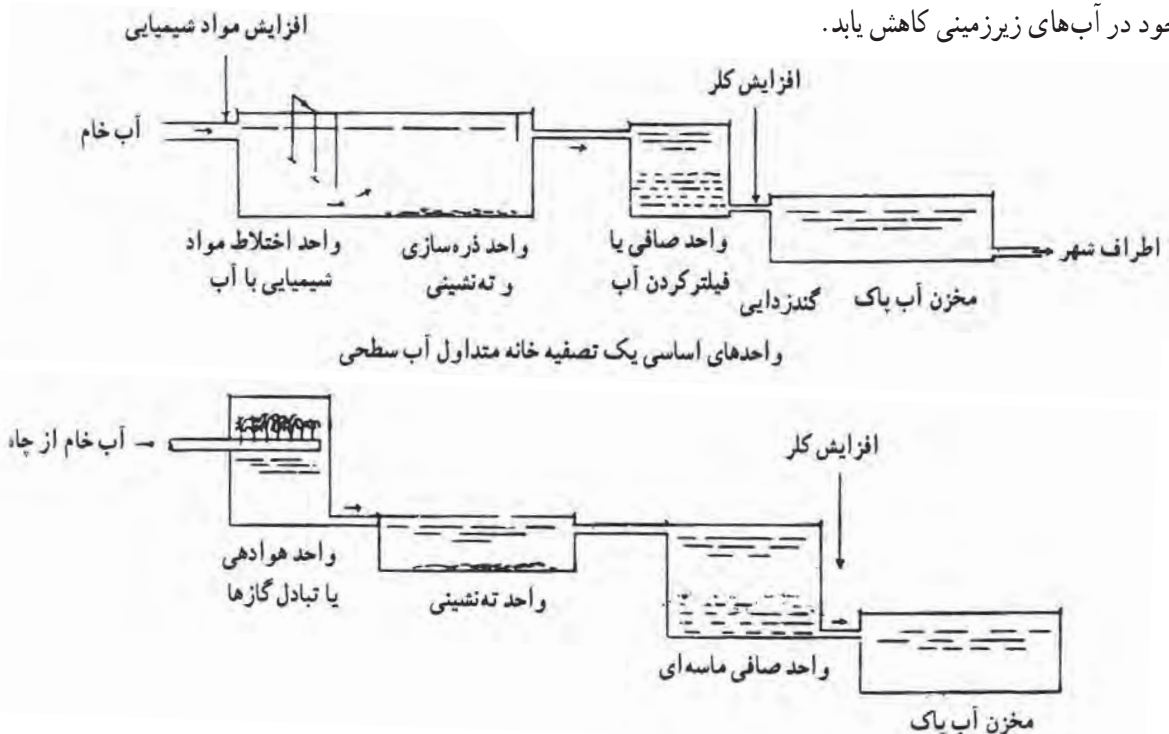 خود در آب‌های زیرزمینی کاهش یابد.
افزایش مواد شیمیایی
افزایش کلر
آب خام
اطراف شهر
واحد اختلاط مواد
شیمیایی با آب
واحد ذره‌سازی
و ته‌نشینی
واحد صافی یا
فیلترکردن آب
گندزدایی
مخزن آب پاک
واحدهای اساسی یک تصفیه خانه متداول آب سطحی
آب خام از چاه
افزایش کلر
واحد هوادهی
یا تبادل گازها
واحد ته‌نشینی
واحد صافی ماسه‌ای
مخزن آب پاک